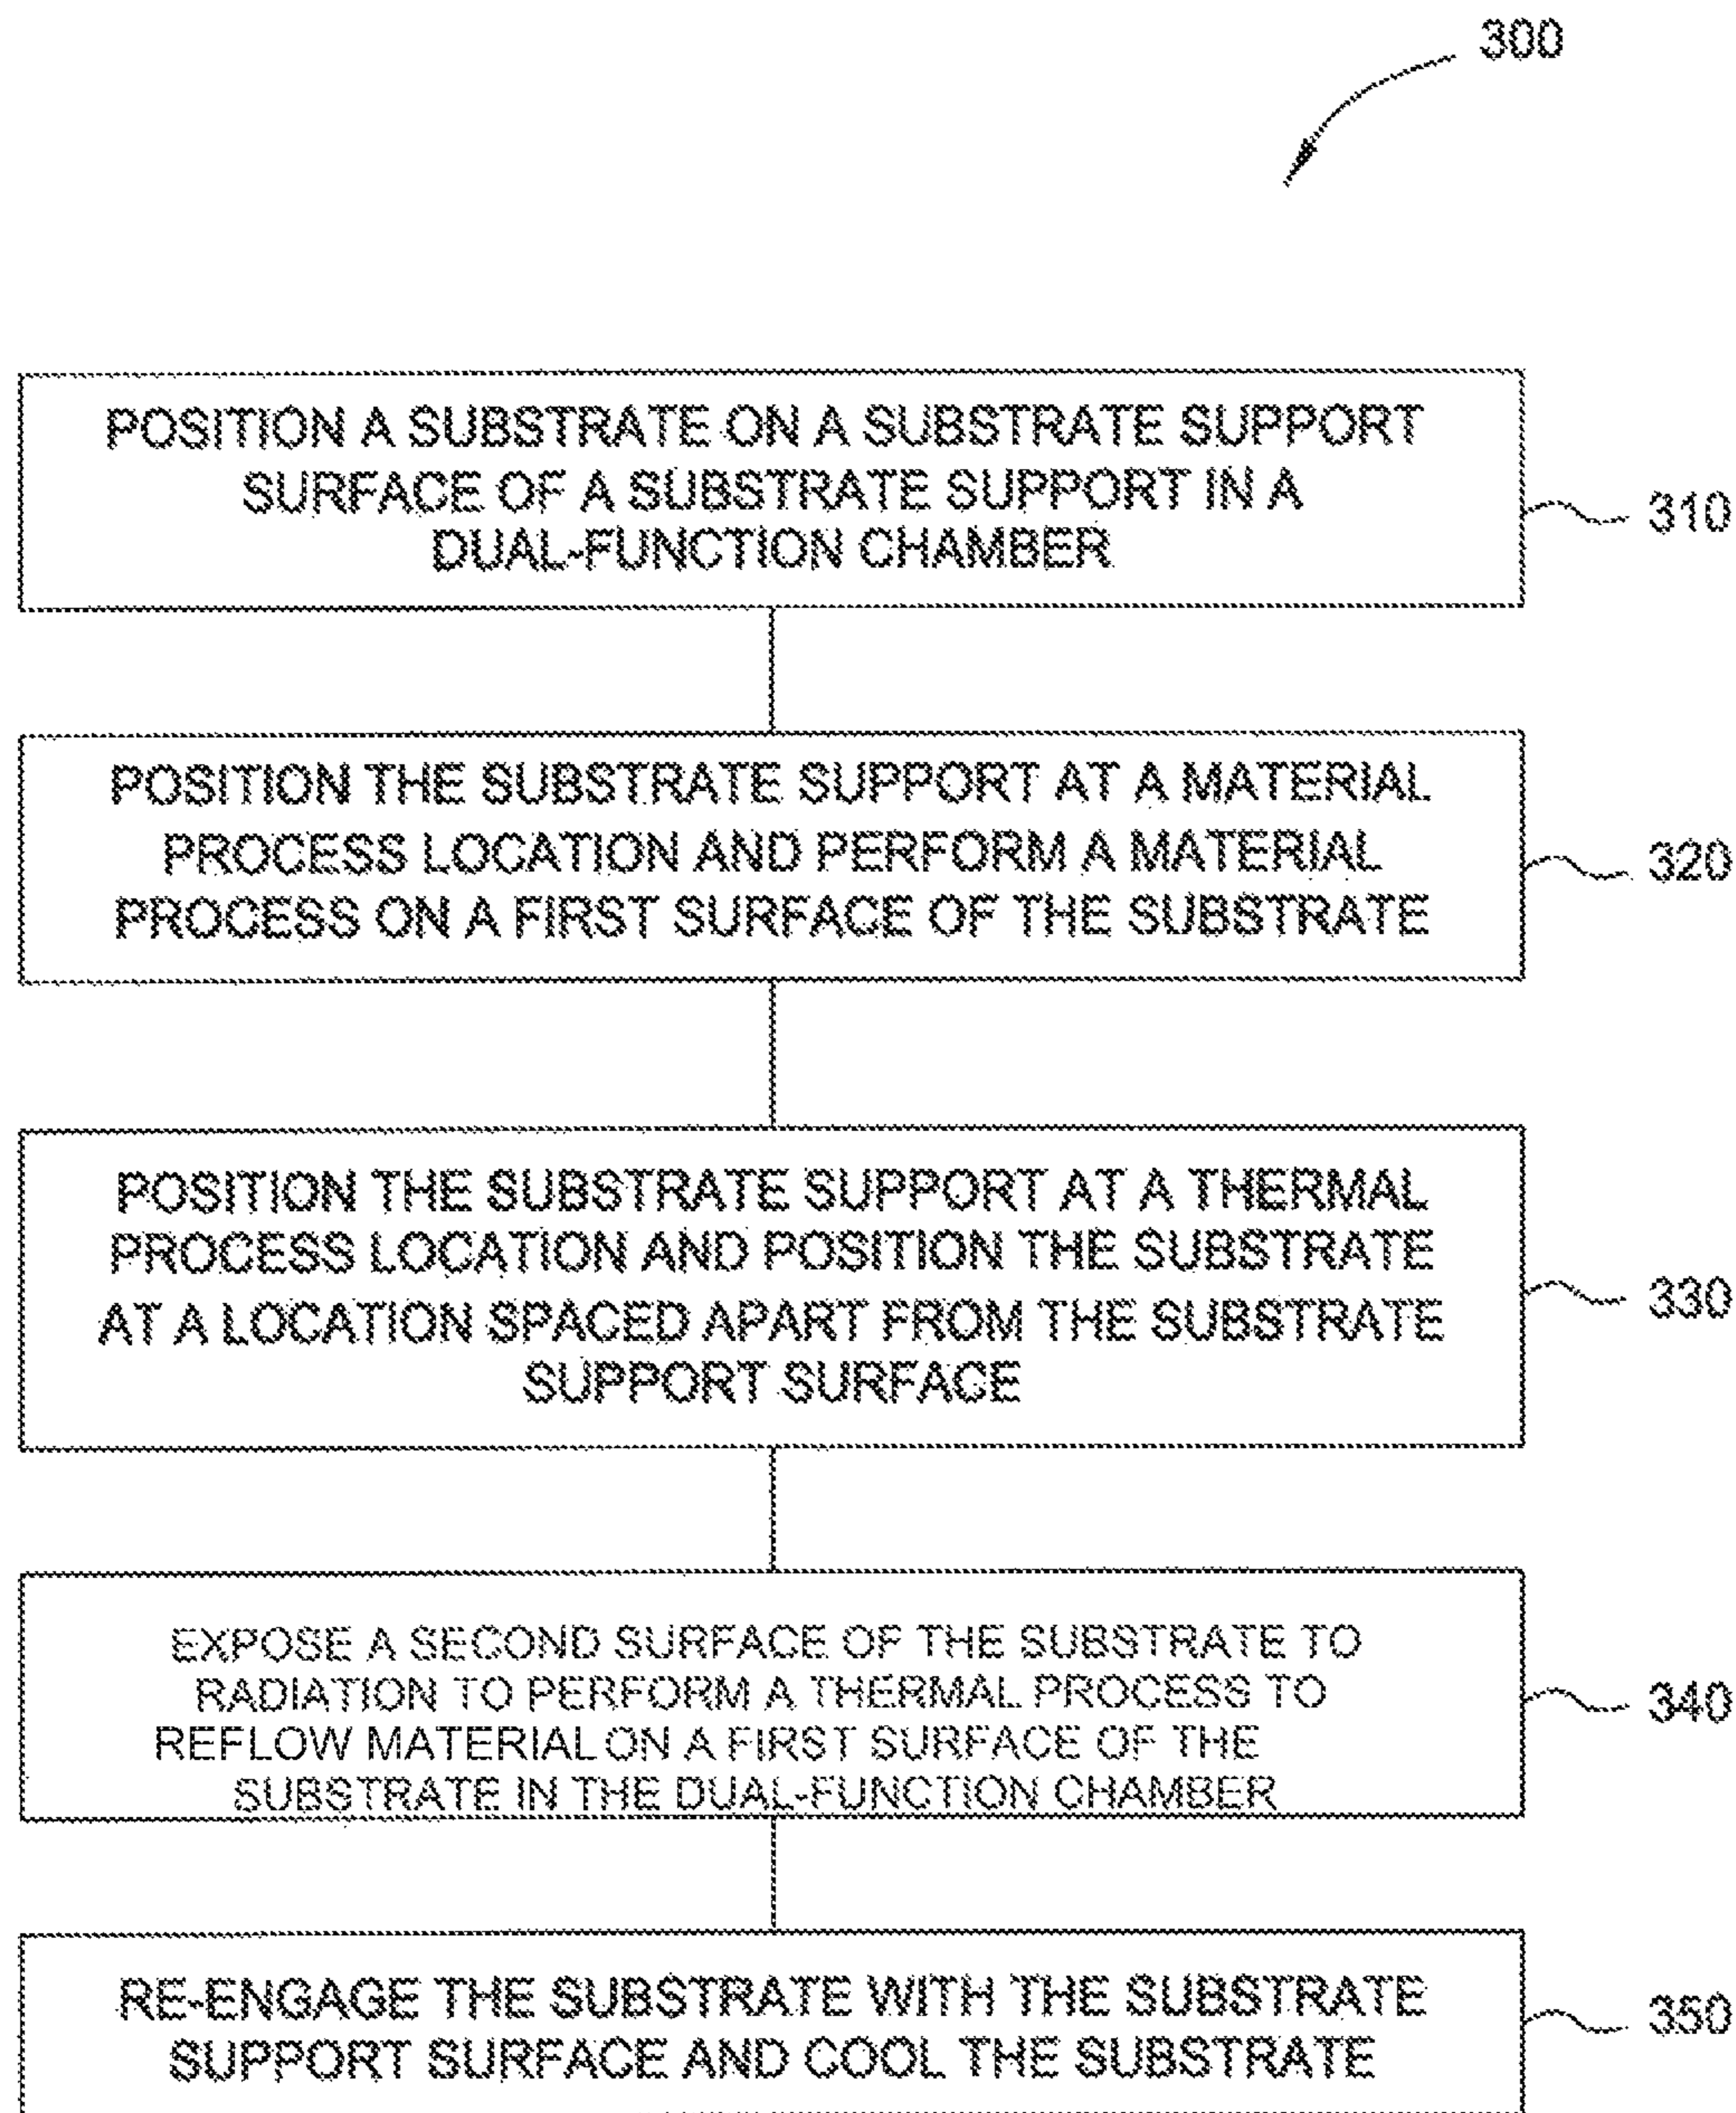 300
POSITION A SUBSTRATE ON A SUBSTRATE SUPPORT
SURFACE OF A SUBSTRATE SUPPORT IN A
DUAL-FUNCTION CHAMBER
310
POSITION THE SUBSTRATE SUPPORT AT A MATERIAL
PROCESS LOCATION AND PERFORM A MATERIAL
PROCESS ON A FIRST SURFACE OF THE SUBSTRATE
320
POSITION THE SUBSTRATE SUPPORT AT A THERMAL
PROCESS LOCATION AND POSITION THE SUBSTRATE
AT A LOCATION SPACED APART FROM THE SUBSTRATE
SUPPORT SURFACE
330
EXPOSE A SECOND SURFACE OF THE SUBSTRATE TO
RADIATION TO PERFORM A THERMAL PROCESS TO
REFLOW MATERIAL ON A FIRST SURFACE OF THE
SUBSTRATE IN THE DUAL-FUNCTION CHAMBER
340
RE-ENGAGE THE SUBSTRATE WITH THE SUBSTRATE
SUPPORT SURFACE AND COOL THE SUBSTRATE
350